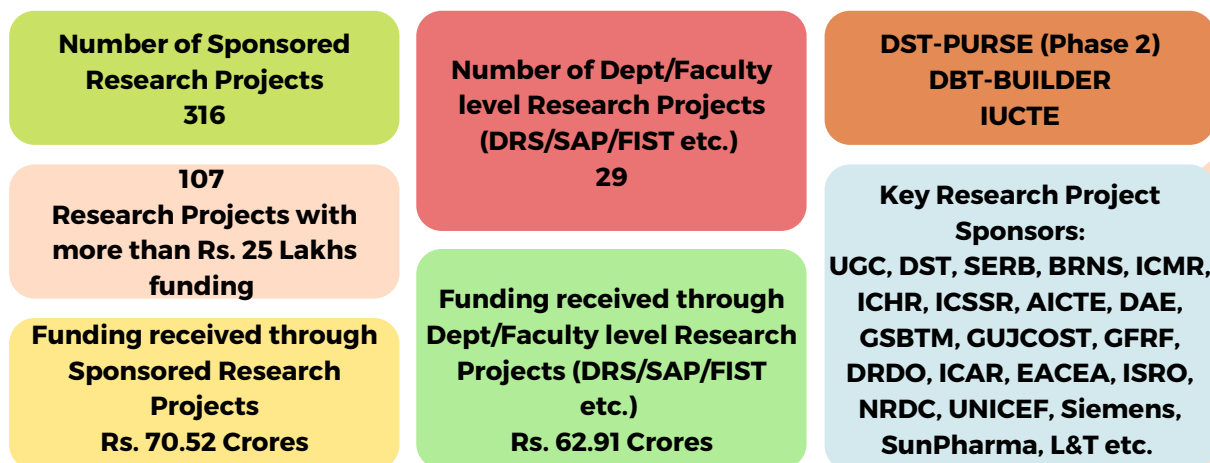 Number of Sponsored
Research Projects
316
107
Research Projects with
more than Rs. 25 Lakhs
funding
Funding received through
Sponsored Research
Projects
Rs. 70.52 Crores
Number of Dept/Faculty
level Research Projects
(DRS/SAP/FIST etc.)
29
Funding received through
Dept/Faculty level Research
Projects (DRS/SAP/FIST
etc.)
Rs. 62.91 Crores
DST-PURSE (Phase 2)
DBT-BUILDER
IUCTE
Key Research Project
Sponsors:
UGC, DST, SERB, BRNS, ICMR,
ICHR, ICSSR, AICTE, DAE,
GSBTM, GUJCOST, GFRF,
DRDO, ICAR, EACEA, ISRO,
NRDC, UNICEF, Siemens,
SunPharma, L&T etc.